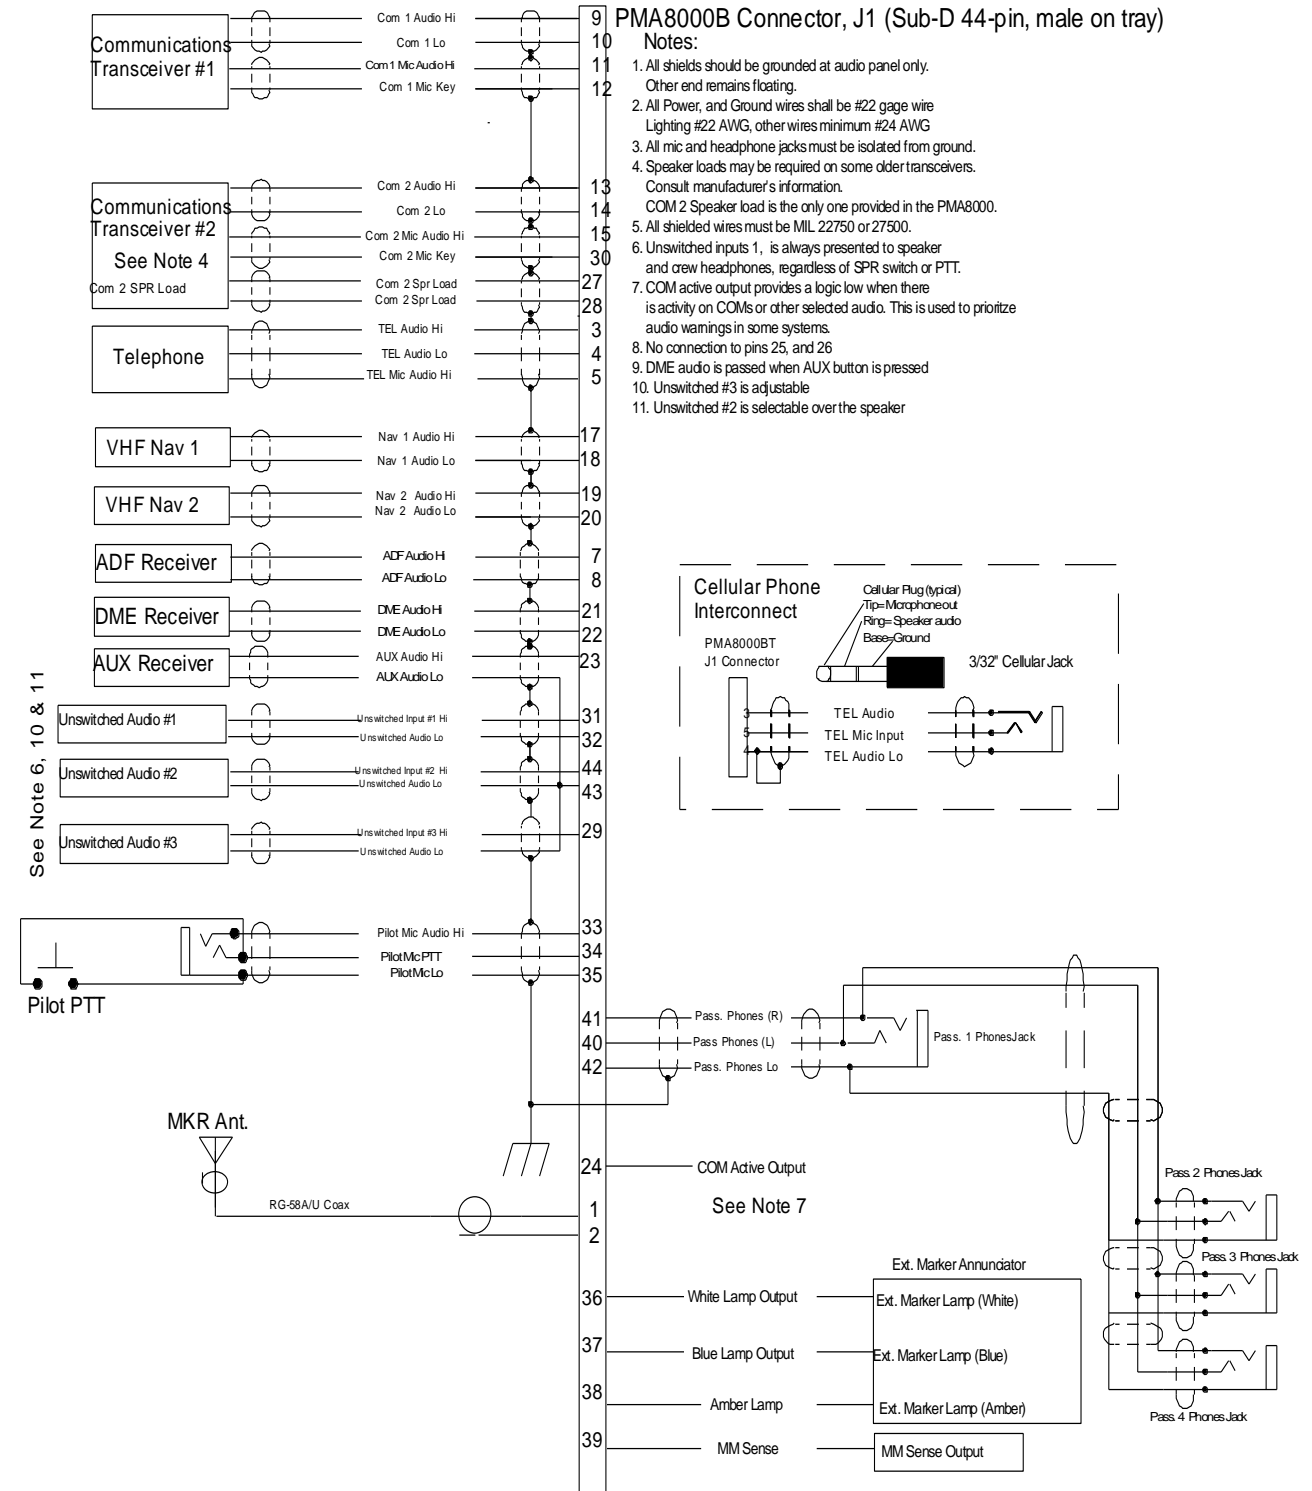 PMA8000B Connector, J1 (Sub-D 44-pin, male on tray)
Notes:
1. All shields should be grounded at audio panel only.
Other end remains floating.
2. All Power, and Ground wires shall be #22 gage wire
Lighting #22 AWG, other wires minimum #24 AWG
3. All mic and headphone jacks must be isolated from ground.
4. Speaker loads may be required on some older transceivers.
Consult manufacturer's information.
COM 2 Speaker load is the only one provided in the PMA8000.
5. All shielded wires must be MIL 22750 or 27500.
6. Unswitched inputs 1, is always presented to speaker
and crew headphones, regardless of SPR switch or PTT.
7. COM active output provides a logic low when there
is activity on COMs or other selected audio. This is used to prioritze
audio warnings in some systems.
8. No connection to pins 25, and 26
9. DME audio is passed when AUX button is pressed
10. Unswitched #3 is adjustable
11. Unswitched #2 is selectable over the speaker
Communications
Transceiver #1
Com 1 Audio Hi 9
Com 1 Lo 10
Com 1 Mic Audio Hi 11
Com 1 Mic Key 12
Communications
Transceiver #2
See Note 4
Com 2 SPR Load
Com 2 Audio Hi 13
Com 2 Lo 14
Com 2 Mic Audio Hi 15
Com 2 Mic Key 30
Com 2 Spr Load 27
Com 2 Spr Load 28
Telephone
TEL Audio Hi 3
TEL Audio Lo 4
TEL Mic Audio Hi 5
VHF Nav 1
Nav 1 Audio Hi 17
Nav 1 Audio Lo 18
VHF Nav 2
Nav 2 Audio Hi 19
Nav 2 Audio Lo 20
ADF Receiver
ADF Audio Hi 7
ADF Audio Lo 8
DME Receiver
DME Audio Hi 21
DME Audio Lo 22
AUX Receiver
AUX Audio Hi 23
AUX Audio Lo
See Note 6, 10 & 11
Unswitched Audio #1
Unswitched Input #1 Hi 31
Unswitched Audio Lo 32
Unswitched Audio #2
Unswitched Input #2 Hi 44
Unswitched Audio Lo 43
Unswitched Audio #3
Unswitched Input #3 Hi 29
Unswitched Audio Lo
Cellular Phone
Interconnect
Cellular Plug (typical)
Tip=Microphone out
Ring=Speaker audio
Base=Ground
PMA8000BT
J1 Connector
3/32" Cellular Jack
3 TEL Audio
5 TEL Mic Input
4 TEL Audio Lo
Pilot PTT
Pilot Mic Audio Hi 33
Pilot Mic PTT 34
Pilot Mic Lo 35
41 Pass. Phones (R)
40 Pass Phones (L)
42 Pass. Phones Lo
Pass. 1 Phones Jack
MKR Ant.
RG-58A/U Coax
24 COM Active Output
See Note 7
1
2
Pass. 2 Phones Jack
Pass. 3 Phones Jack
Pass. 4 Phones Jack
Ext. Marker Annunciator
36 White Lamp Output Ext. Marker Lamp (White)
37 Blue Lamp Output Ext. Marker Lamp (Blue)
38 Amber Lamp Ext. Marker Lamp (Amber)
39 MM Sense MM Sense Output